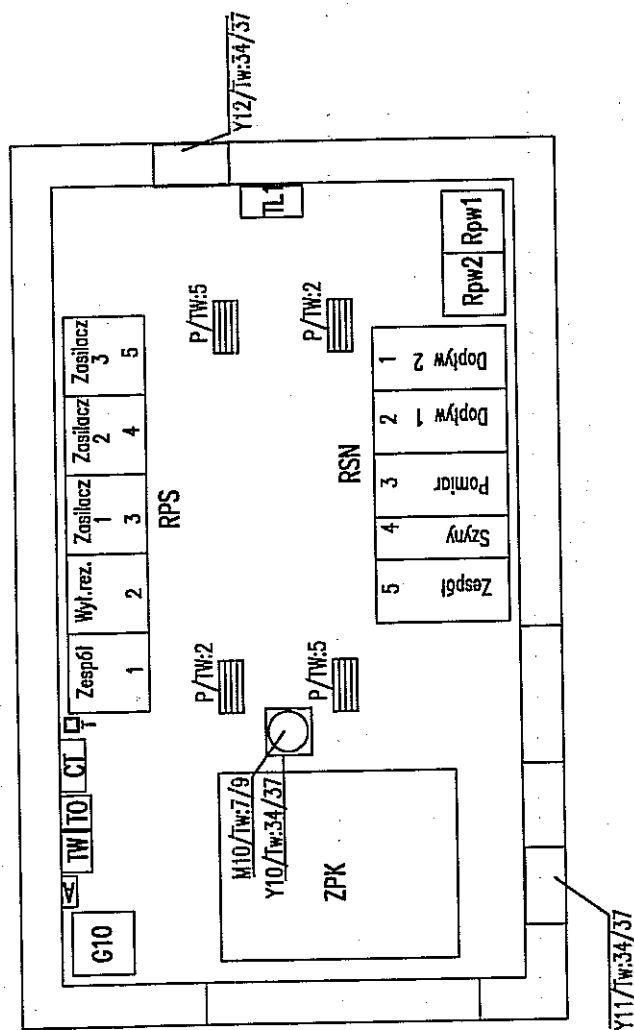 Y12/Tw:34/37
TL1
Rpw2
Rpw1
Zasilacz
3
5
Zasilacz
2
4
Zasilacz
1
3
Wył.rez.
2
Zespół
1
RPS
P/TW:5
P/TW:2
RSN
1
Dopływ 2
2
Dopływ 1
3
Pomiar
4
Szyny
5
Zespół
P/TW:2
P/TW:5
T
CT
TO
TW
A
G10
M10/Tw:7/9
Y10/Tw:34/37
ZPK
Y11/Tw:34/37